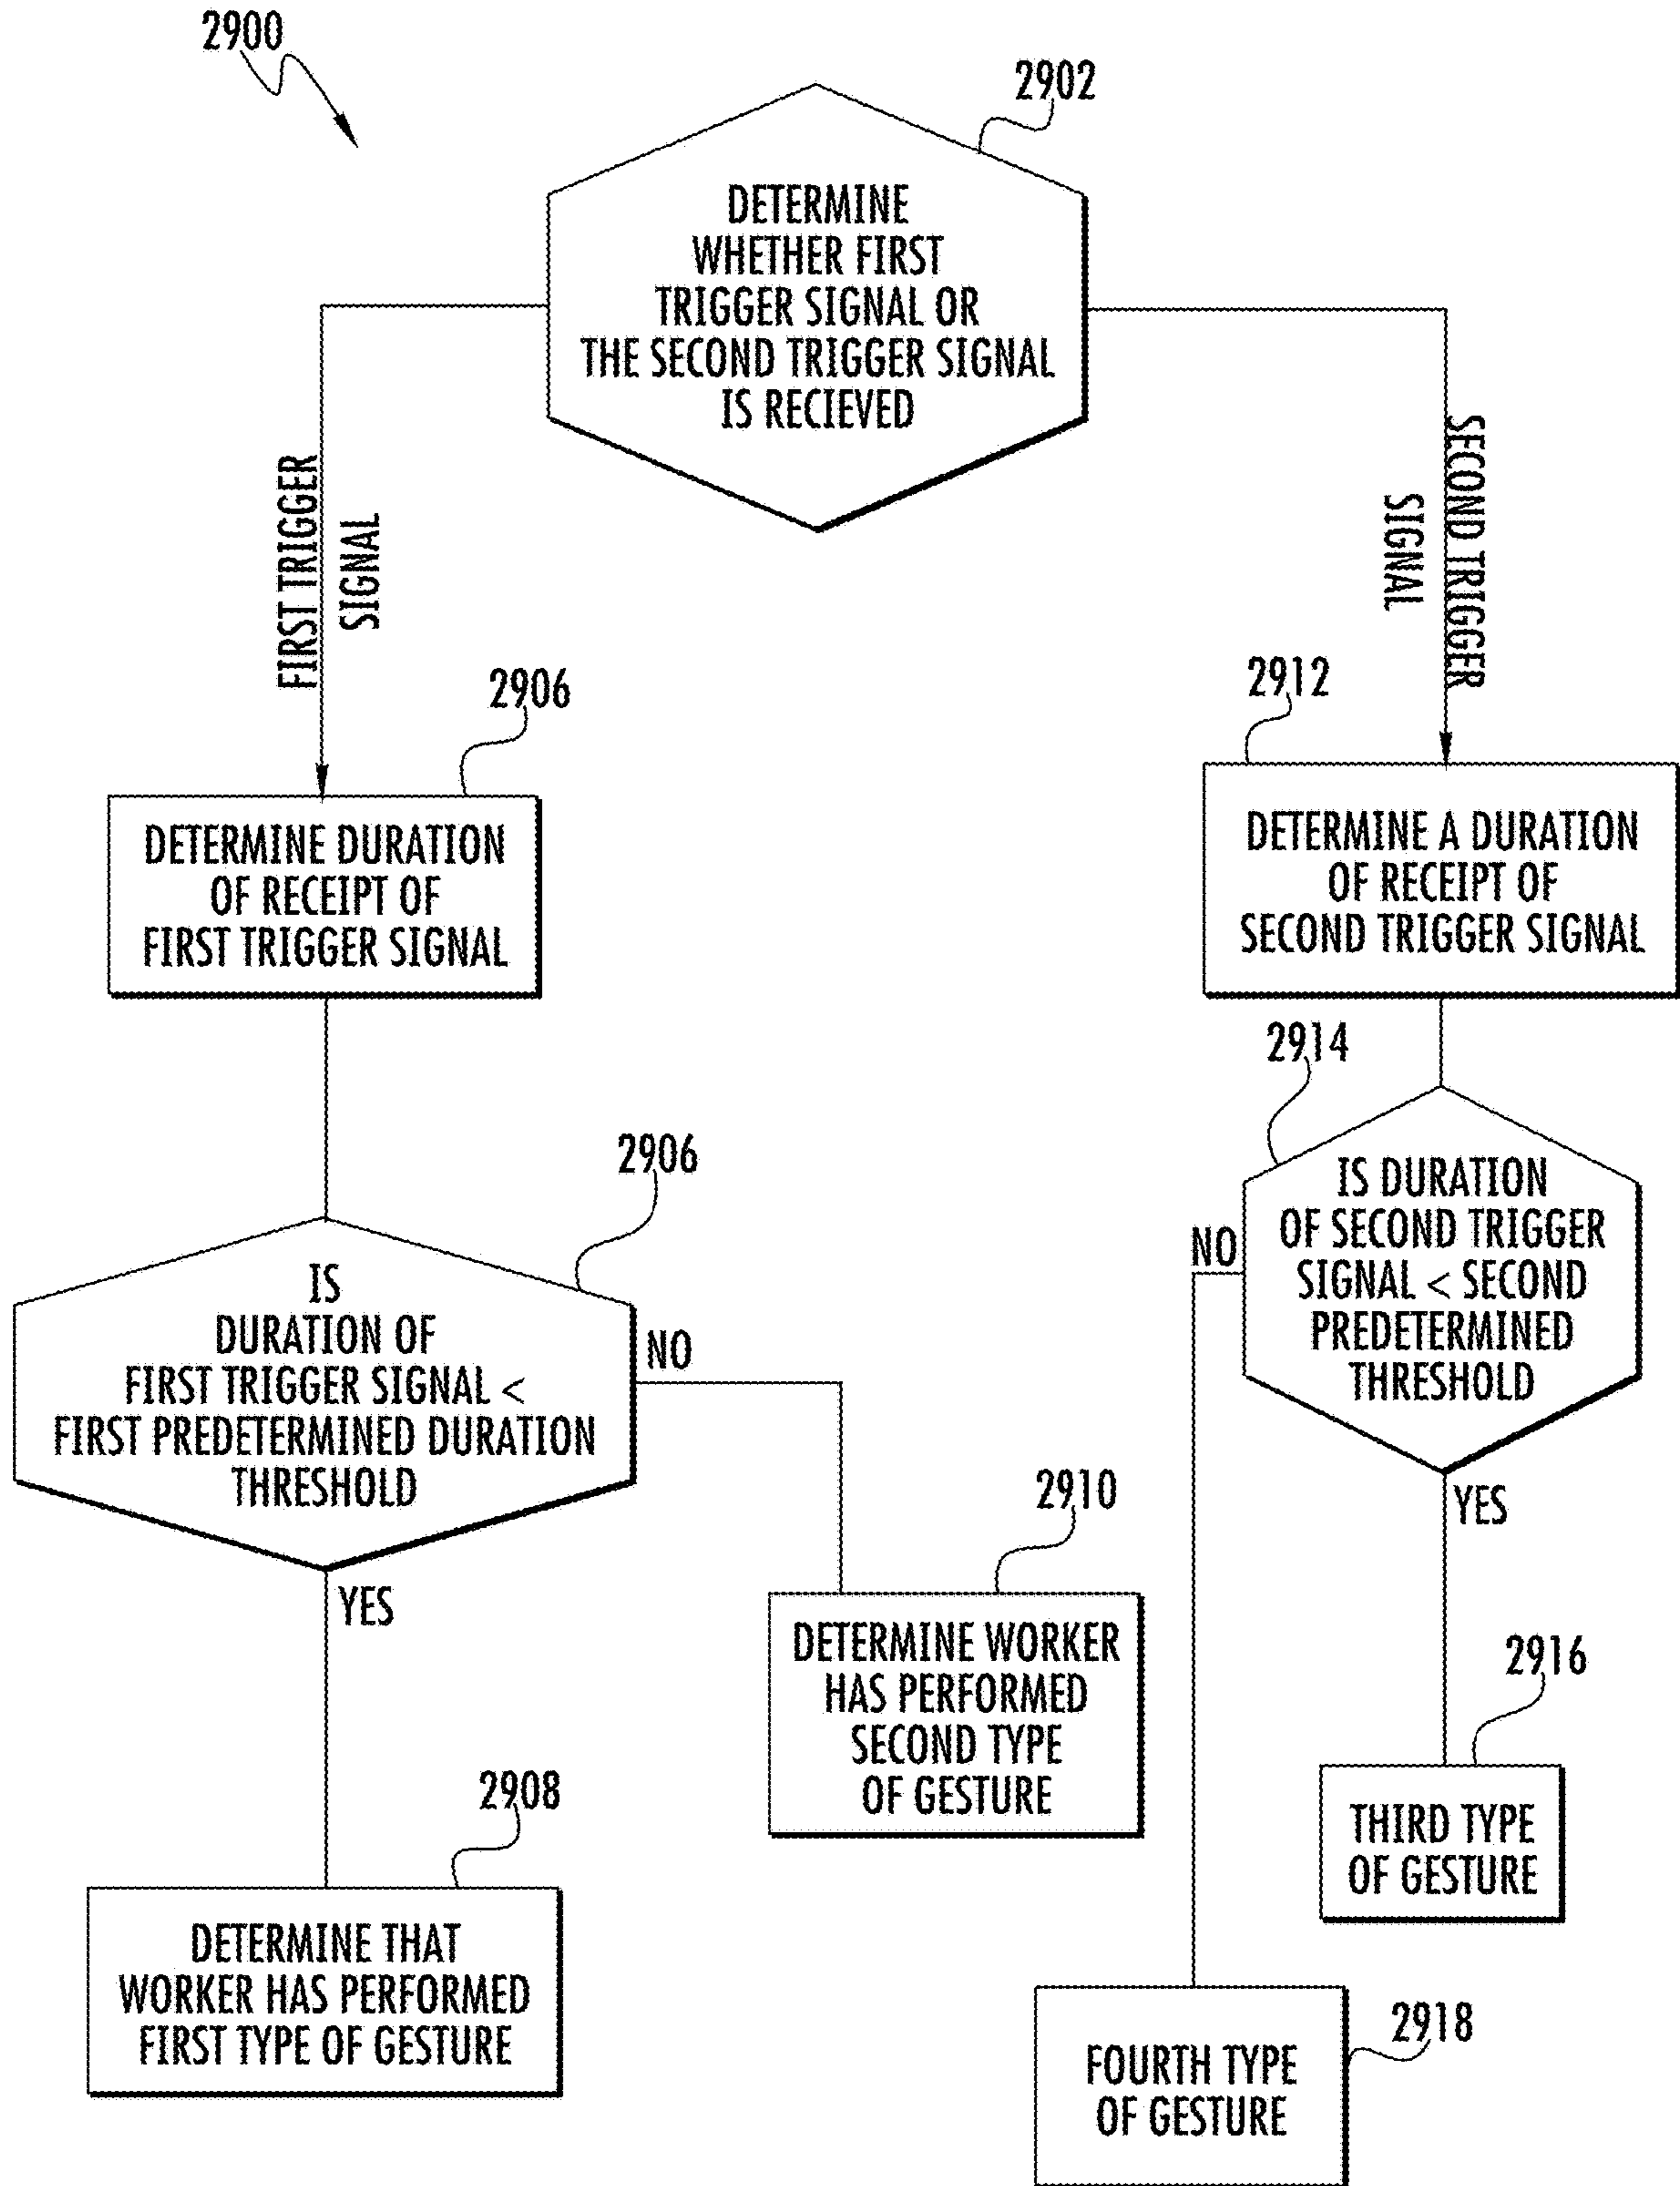 2900
2902
DETERMINE
WHETHER FIRST
TRIGGER SIGNAL OR
THE SECOND TRIGGER SIGNAL
IS RECIEVED
FIRST TRIGGER
SIGNAL
SECOND TRIGGER
SIGNAL
2906
DETERMINE DURATION
OF RECEIPT OF
FIRST TRIGGER SIGNAL
2912
DETERMINE A DURATION
OF RECEIPT OF
SECOND TRIGGER SIGNAL
2906
IS
DURATION OF
FIRST TRIGGER SIGNAL <
FIRST PREDETERMINED DURATION
THRESHOLD
NO
YES
2914
IS DURATION
OF SECOND TRIGGER
SIGNAL < SECOND
PREDETERMINED
THRESHOLD
NO
YES
2910
DETERMINE WORKER
HAS PERFORMED
SECOND TYPE
OF GESTURE
2916
THIRD TYPE
OF GESTURE
2908
DETERMINE THAT
WORKER HAS PERFORMED
FIRST TYPE OF GESTURE
2918
FOURTH TYPE
OF GESTURE